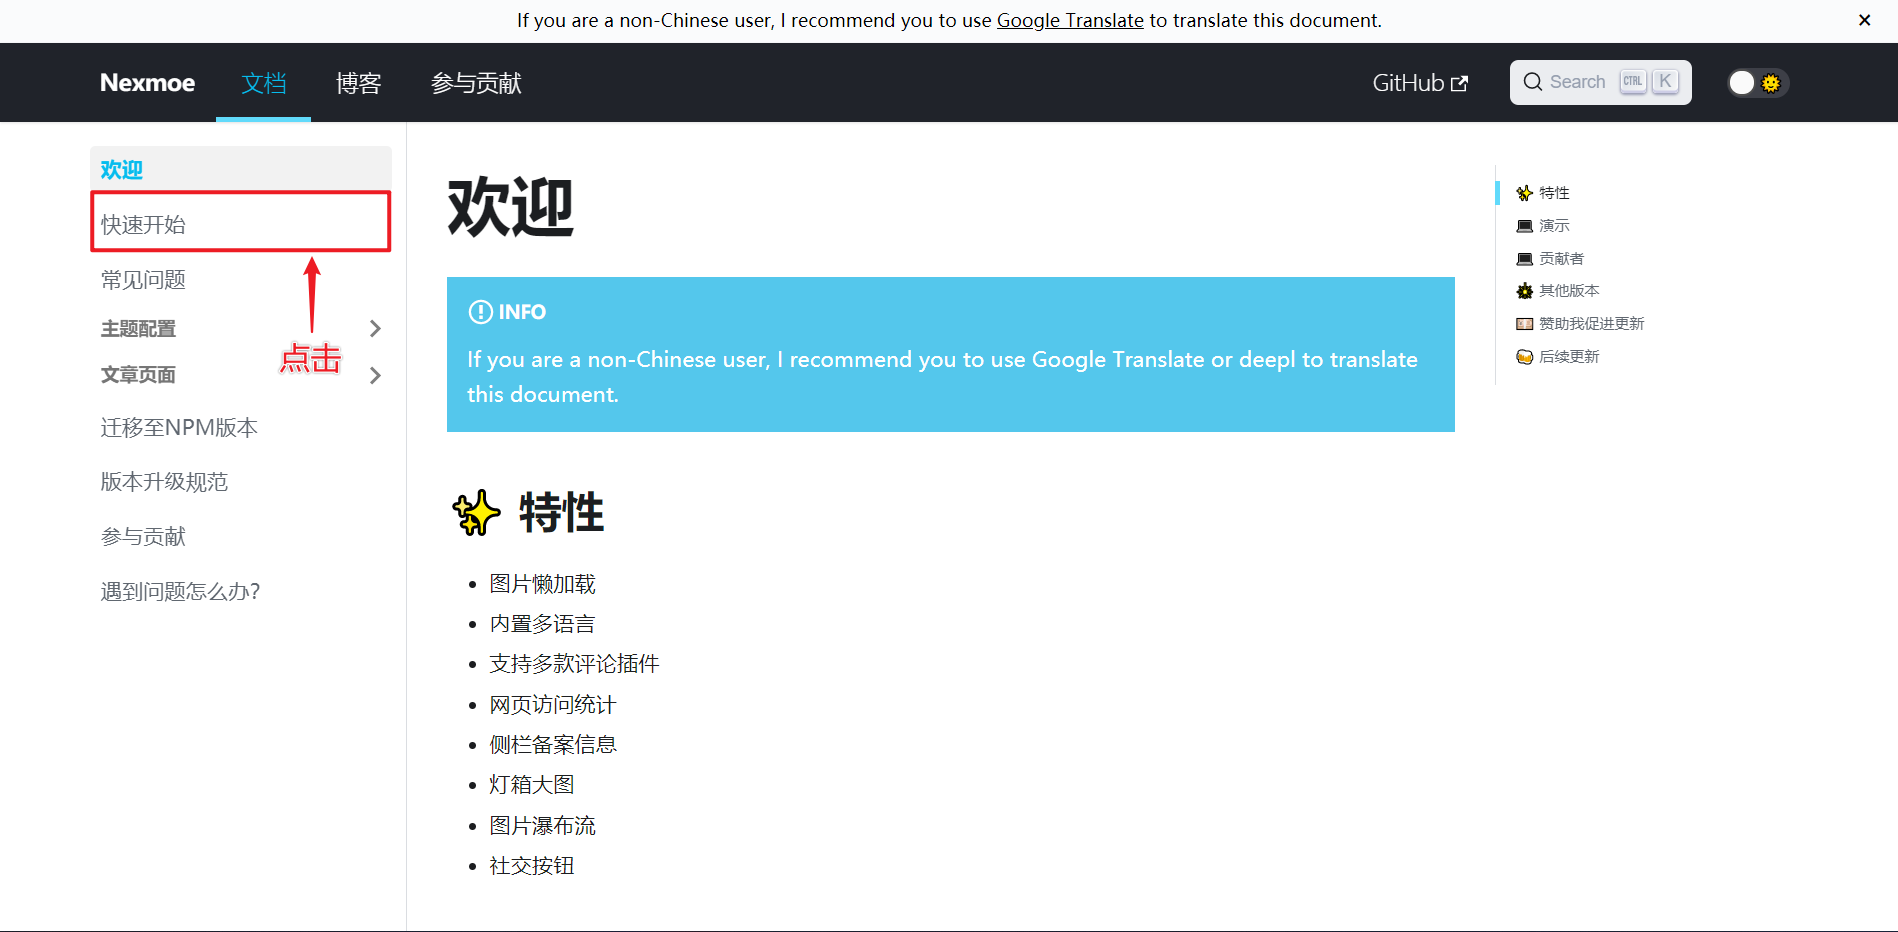 If you are a non-Chinese user, I recommend you to use Google Translate to translate this document.
Nexmoe 文档 博客 参与贡献 GitHub Search CTRL K
欢迎
快速开始
常见问题
主题配置
点击
文章页面
迁移至NPM版本
版本升级规范
参与贡献
遇到问题怎么办?
欢迎
INFO
If you are a non-Chinese user, I recommend you to use Google Translate or deepl to translate
this document.
特性
图片懒加载
内置多语言
支持多款评论插件
网页访问统计
侧栏备案信息
灯箱大图
图片瀑布流
社交按钮
特性
演示
贡献者
其他版本
赞助我促进更新
后续更新